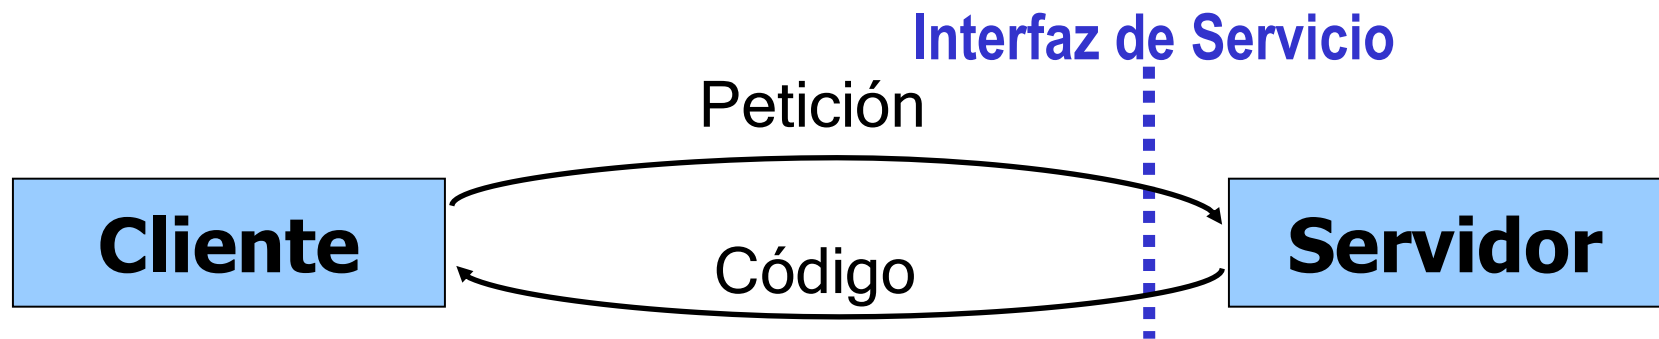 Interfaz de Servicio
Petición
Cliente
Código
Servidor